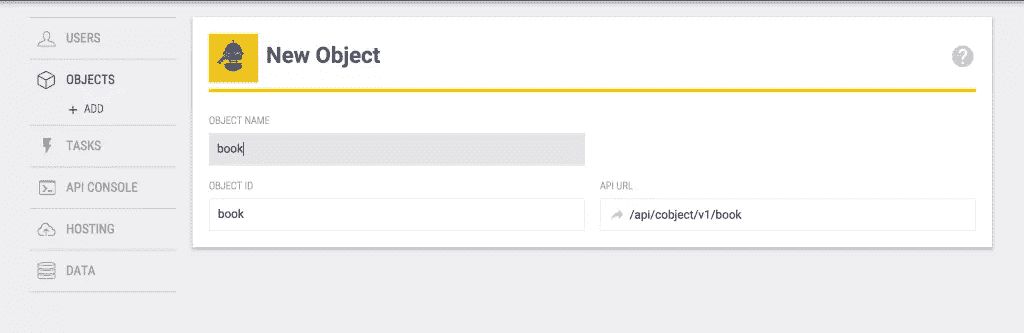 USERS
OBJECTS
+ ADD
TASKS
API CONSOLE
HOSTING
DATA
New Object
?
OBJECT NAME
book
OBJECT ID
API URL
book
/api/cobject/v1/book